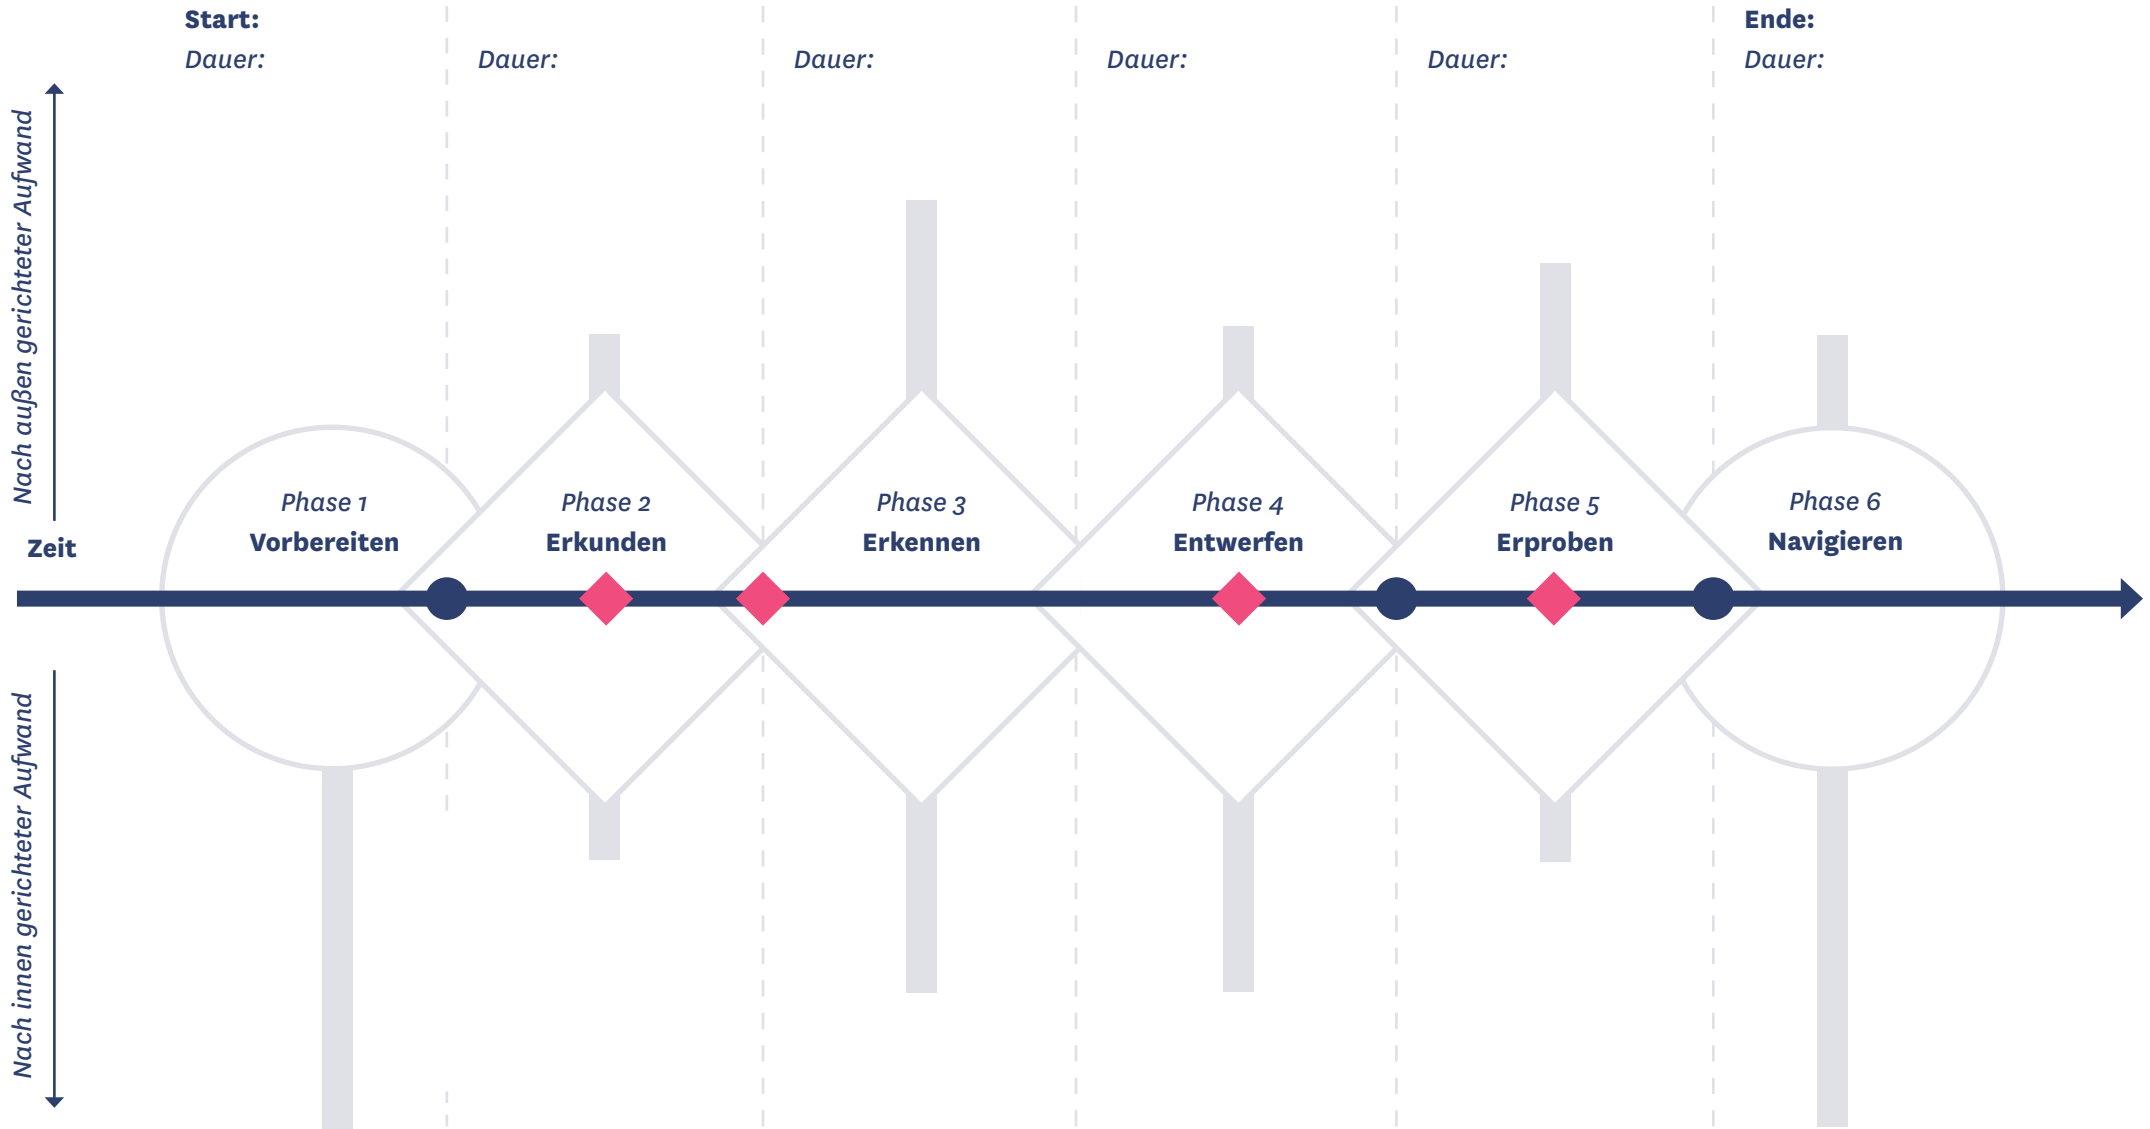 Start:
Dauer:
Dauer:
Dauer:
Dauer:
Dauer:
Ende:
Dauer:
Nach außen gerichteter Aufwand
Zeit
Nach innen gerichteter Aufwand
Phase 1
Vorbereiten
Phase 2
Erkunden
Phase 3
Erkennen
Phase 4
Entwerfen
Phase 5
Erproben
Phase 6
Navigieren